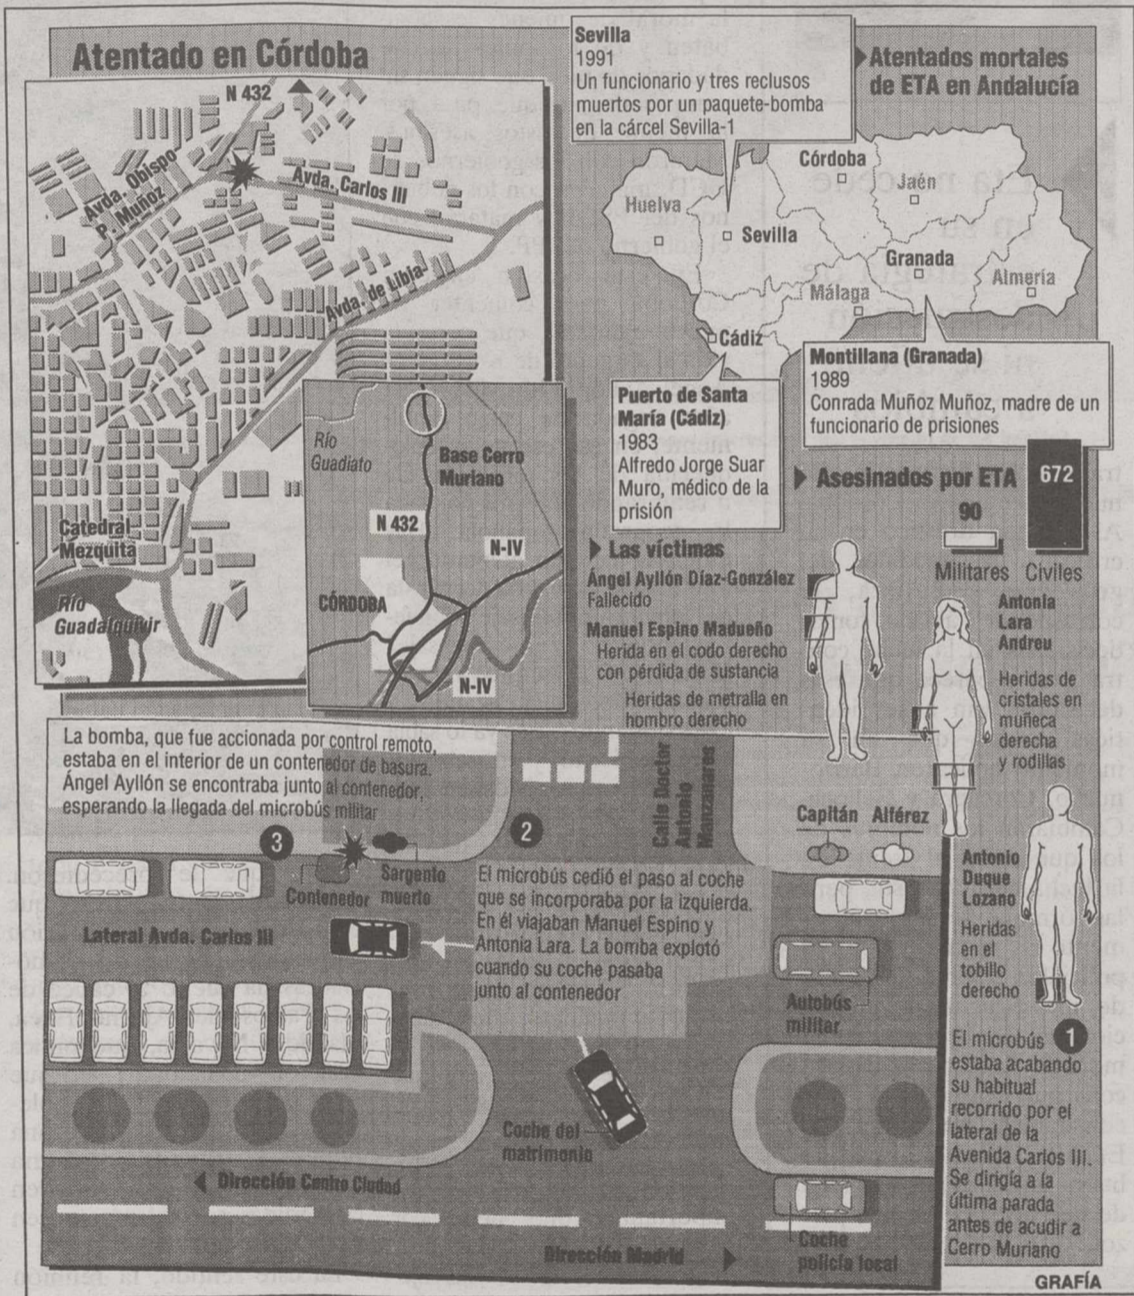 Atentado en Córdoba
N 432
Avda. Obispo
P. Muñoz
Avda. Carlos III
Avda. de Libia
Catedral
Mezquita
Río
Guadalquivir
Río
Guadiato
Base Cerro
Muriano
N 432
N-IV
CÓRDOBA
N-IV
Sevilla
1991
Un funcionario y tres reclusos
muertos por un paquete-bomba
en la cárcel Sevilla-1
Atentados mortales
de ETA en Andalucía
Córdoba
Jaén
Huelva
Sevilla
Granada
Almería
Málaga
Cádiz
Puerto de Santa
María (Cádiz)
1983
Alfredo Jorge Suar
Muro, médico de la
prisión
Montillana (Granada)
1989
Conrada Muñoz Muñoz, madre de un
funcionario de prisiones
Asesinados por ETA
672
90
Militares
Civiles
Las víctimas
Ángel Ayllón Díaz-González
Fallecido
Manuel Espino Madueño
Herida en el codo derecho
con pérdida de sustancia
Heridas de metralla en
hombro derecho
Antonia
Lara
Andreu
Heridas de
cristales en
muñeca
derecha
y rodillas
Antonio
Duque
Lozano
Heridas
en el
tobillo
derecho
1
El microbús
estaba acabando
su habitual
recorrido por el
lateral de la
Avenida Carlos III.
Se dirigía a la
última parada
antes de acudir a
Cerro Muriano
La bomba, que fue accionada por control remoto,
estaba en el interior de un contenedor de basura.
Ángel Ayllón se encontraba junto al contenedor,
esperando la llegada del microbús militar
3
Contenedor
Sargento
muerto
Lateral Avda. Carlos III
2
El microbús cedió el paso al coche
que se incorporaba por la izquierda.
En él viajaban Manuel Espino y
Antonia Lara. La bomba explotó
cuando su coche pasaba
junto al contenedor
Calle Doctor
Antonio
Manzanares
Capitán
Alférez
Autobús
militar
Coche del
matrimonio
Dirección Centro Ciudad
Dirección Madrid
Coche
policía local
GRAFÍA